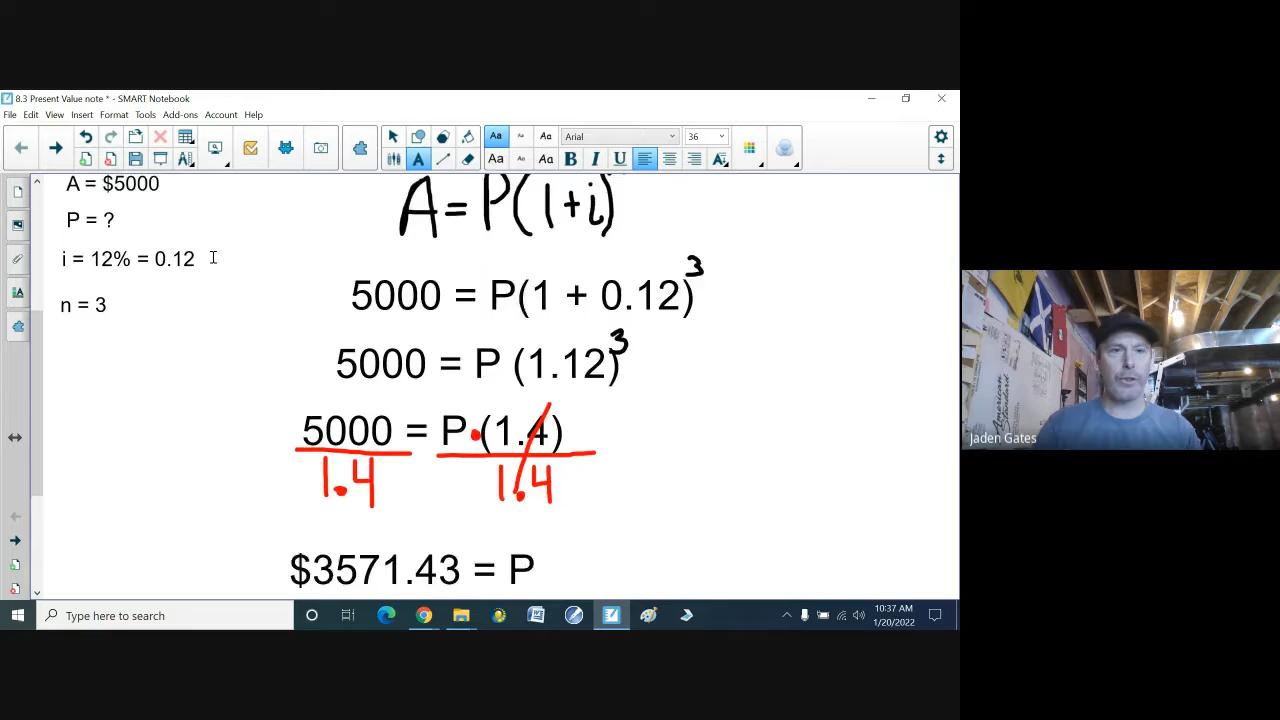 8.3 Present Value note * - SMART Notebook
File Edit View Insert Format Tools Add-ons Account Help
Arial 36
A = $5000
P = ?
i = 12% = 0.12
n = 3
A = P(1+i)
5000 = P(1 + 0.12)³
5000 = P (1.12)³
5000 = P•(1.4)
1.4 1.4
$3571.43 = P
Jaden Gates
AMERICAN Standard
Type here to search
10:37 AM
1/20/2022